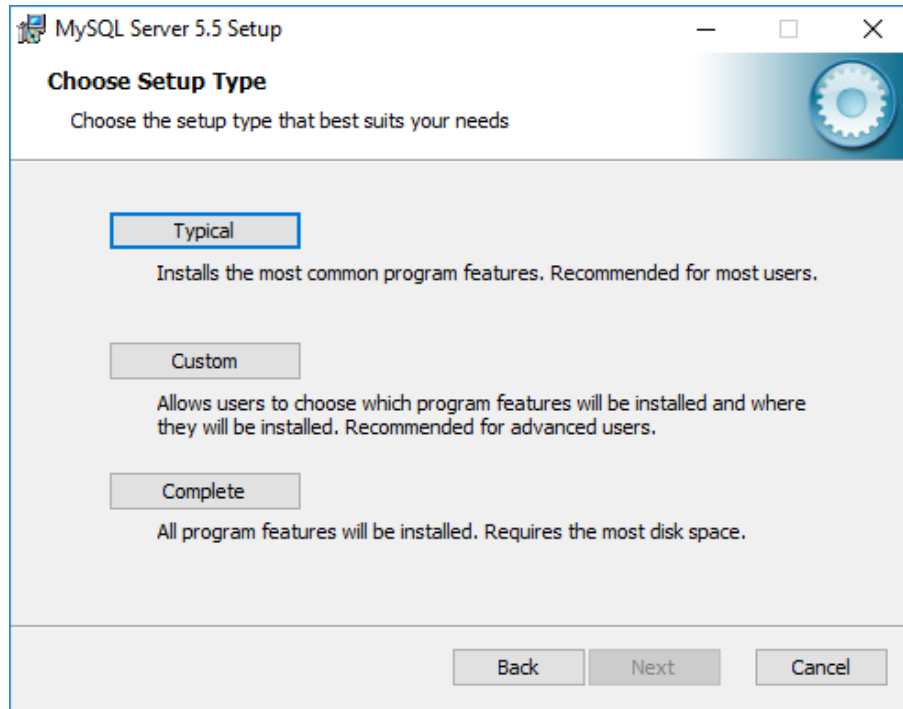 MySQL Server 5.5 Setup
Choose Setup Type
Choose the setup type that best suits your needs
Typical
Installs the most common program features. Recommended for most users.
Custom
Allows users to choose which program features will be installed and where
they will be installed. Recommended for advanced users.
Complete
All program features will be installed. Requires the most disk space.
Back Next Cancel